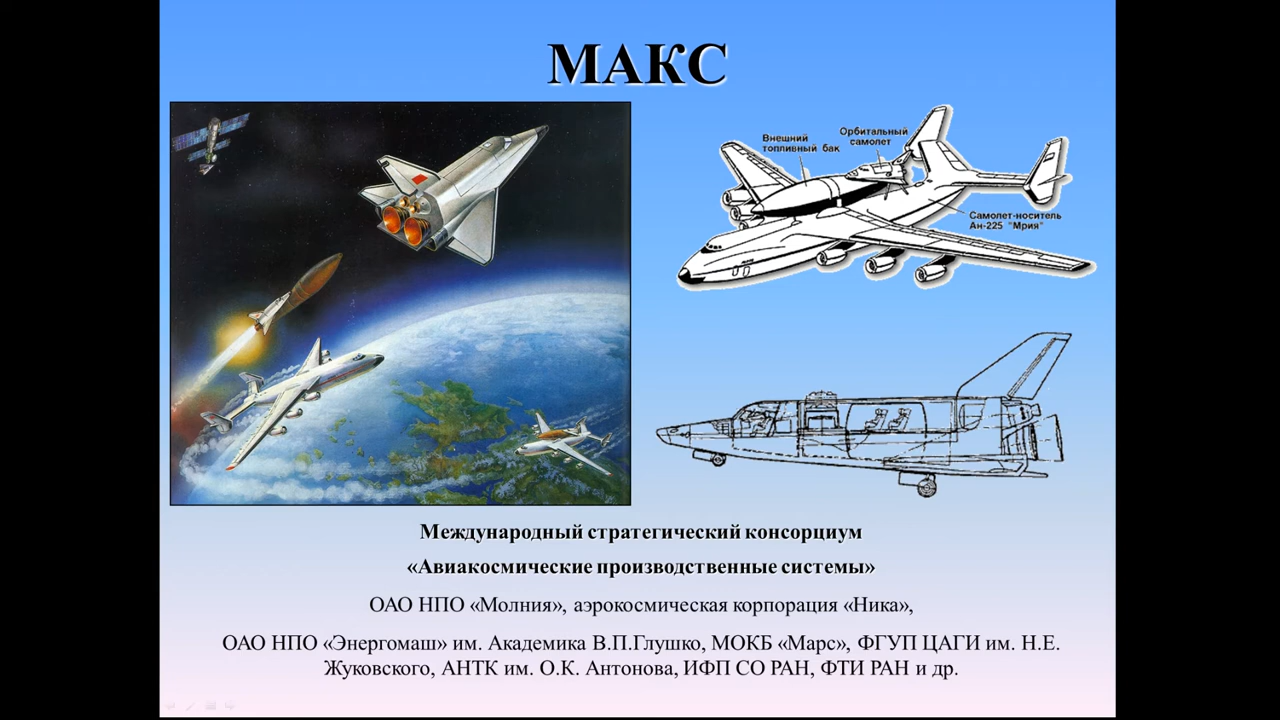 МАКС
Внешний
топливный бак
Орбитальный
самолет
Самолет-носитель
Ан-225 "Мрия"
Международный стратегический консорциум
«Авиакосмические производственные системы»
ОАО НПО «Молния», аэрокосмическая корпорация «Ника»,
ОАО НПО «Энергомаш» им. Академика В.П.Глушко, МОКБ «Марс», ФГУП ЦАГИ им. Н.Е.
Жуковского, АНТК им. О.К. Антонова, ИФП СО РАН, ФТИ РАН и др.